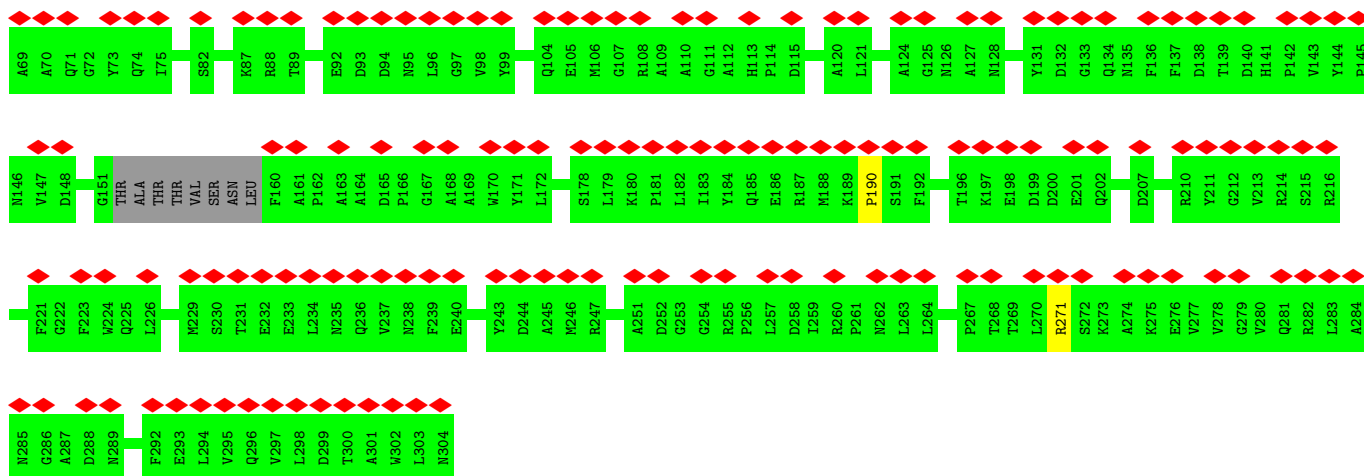 A69 A70 Q71 G72 Y73 Q74 I75 S82 K87 R88 T89 E92 D93 D94 N95 L96 G97 V98 Y99 Q104 E105 M106 G107 R108 A109 A110 G111 A112 H113 P114 D115 A120 L121 A124 G125 N126 A127 N128 Y131 D132 G133 Q134 N135 F136 F137 D138 T139 D140 H141 P142 V143 Y144 P145
N146 V147 D148 G151 THR ALA THR THR VAL SER ASN LEU F160 A161 P162 A163 A164 D165 P166 G167 A168 A169 W170 Y171 L172 S178 L179 K180 P181 L182 I183 Y184 Q185 E186 R187 M188 K189 P190 S191 F192 T196 K197 E198 D199 D200 E201 Q202 D207 R210 Y211 G212 V213 R214 S215 R216
F221 G222 F223 W224 Q225 L226 M229 S230 T231 E232 E233 L234 N235 Q236 V237 N238 F239 E240 Y243 D244 A245 M246 R247 A251 D252 G253 G254 R255 P256 L257 D258 I259 R260 P261 N262 L263 L264 P267 T268 T269 L270 R271 S272 K273 A274 K275 E276 V277 V278 G279 V280 Q281 R282 L283 A284
N285 G286 A287 D288 N289 F292 E293 L294 V295 Q296 V297 L298 D299 T300 A301 W302 L303 N304